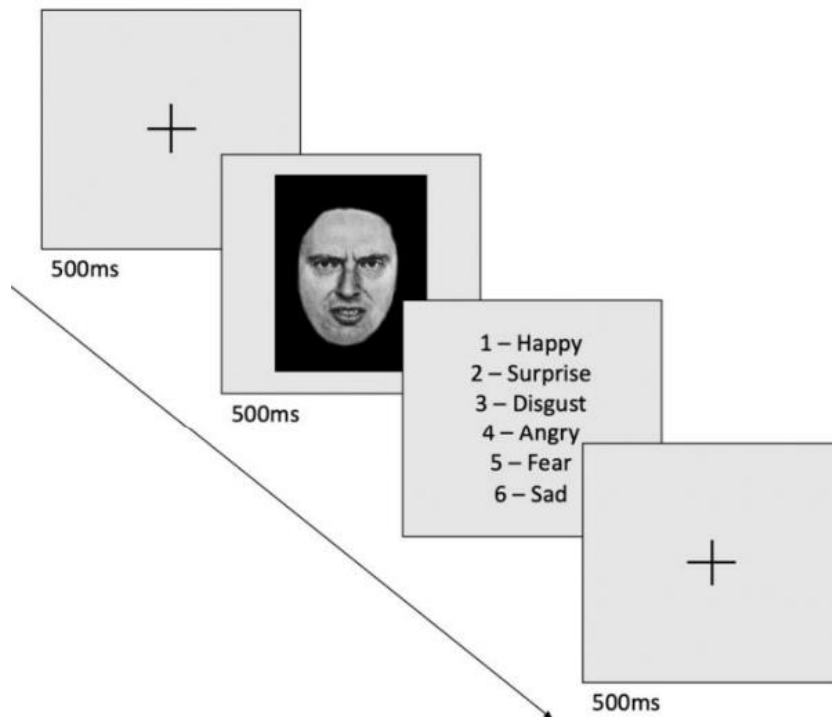 500ms
500ms
1 – Happy
2 – Surprise
3 – Disgust
4 – Angry
5 – Fear
6 – Sad
500ms